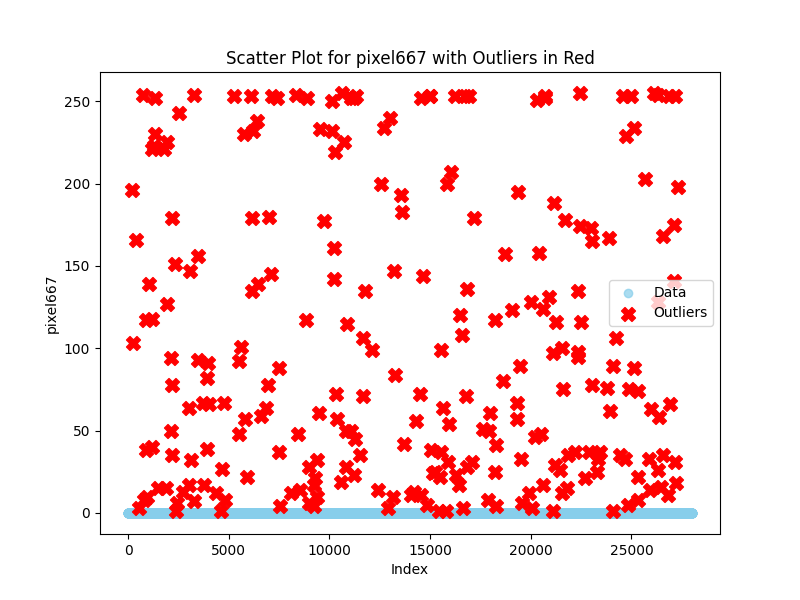 Scatter Plot for pixel667 with Outliers in Red
250
200
150
100
50
0
pixel667
Data
Outliers
0 5000 10000 15000 20000 25000
Index